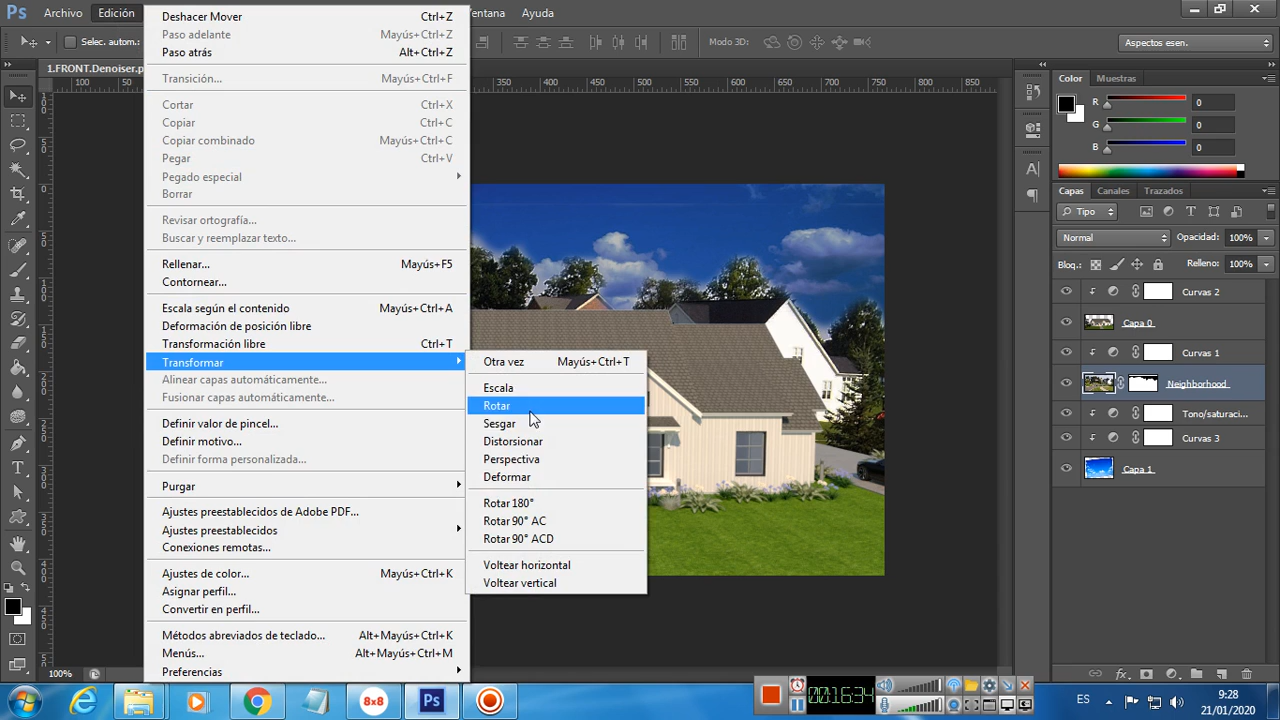 Ps
Archivo
Edición
Ventana
Ayuda
Selec. autom.:
Modo 3D:
Aspectos esen.
1.FRONT.Denoiser.p
100
50
350
400
450
500
550
600
650
700
750
800
850
Deshacer Mover Ctrl+Z
Paso adelante Mayús+Ctrl+Z
Paso atrás Alt+Ctrl+Z
Transición... Mayús+Ctrl+F
Cortar Ctrl+X
Copiar Ctrl+C
Copiar combinado Mayús+Ctrl+C
Pegar Ctrl+V
Pegado especial
Borrar
Revisar ortografía...
Buscar y reemplazar texto...
Rellenar... Mayús+F5
Contornear...
Escala según el contenido Mayús+Ctrl+A
Deformación de posición libre
Transformación libre Ctrl+T
Transformar
Alinear capas automáticamente...
Fusionar capas automáticamente...
Definir valor de pincel...
Definir motivo...
Definir forma personalizada...
Purgar
Ajustes preestablecidos de Adobe PDF...
Ajustes preestablecidos
Conexiones remotas...
Ajustes de color... Mayús+Ctrl+K
Asignar perfil...
Convertir en perfil...
Métodos abreviados de teclado... Alt+Mayús+Ctrl+K
Menús... Alt+Mayús+Ctrl+M
Preferencias
Otra vez Mayús+Ctrl+T
Escala
Rotar
Sesgar
Distorsionar
Perspectiva
Deformar
Rotar 180°
Rotar 90° AC
Rotar 90° ACD
Voltear horizontal
Voltear vertical
Color
Muestras
R 0
G 0
B 0
Capas
Canales
Trazados
Tipo
Normal
Opacidad: 100%
Bloq.:
Relleno: 100%
Curvas 2
Capa 0
Curvas 1
Neighborhood
Tono/saturaci...
Curvas 3
Capa 1
100%
8x8
Ps
00:16:34
ES
9:28
21/01/2020